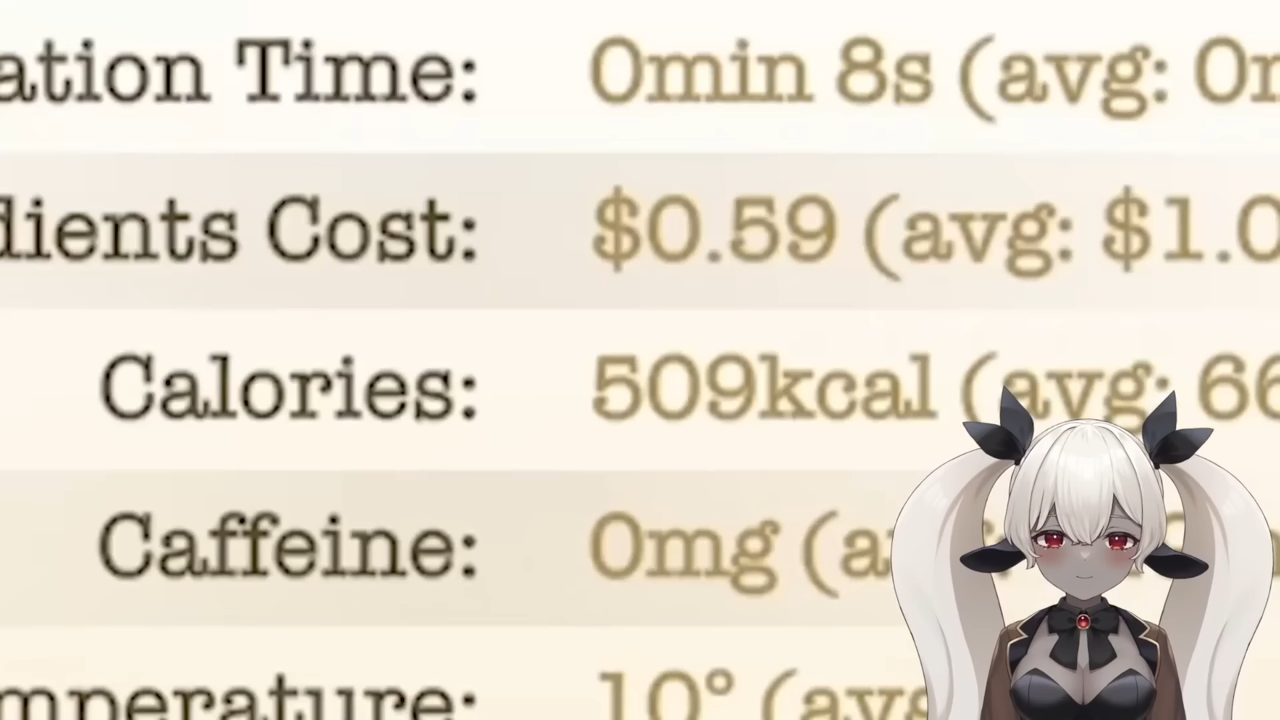 ation Time: 0min 8s (avg: 0
dients Cost: $0.59 (avg: $1.0
Calories: 509kcal (avg: 66
Caffeine: 0mg (a
mperature: 10° (av